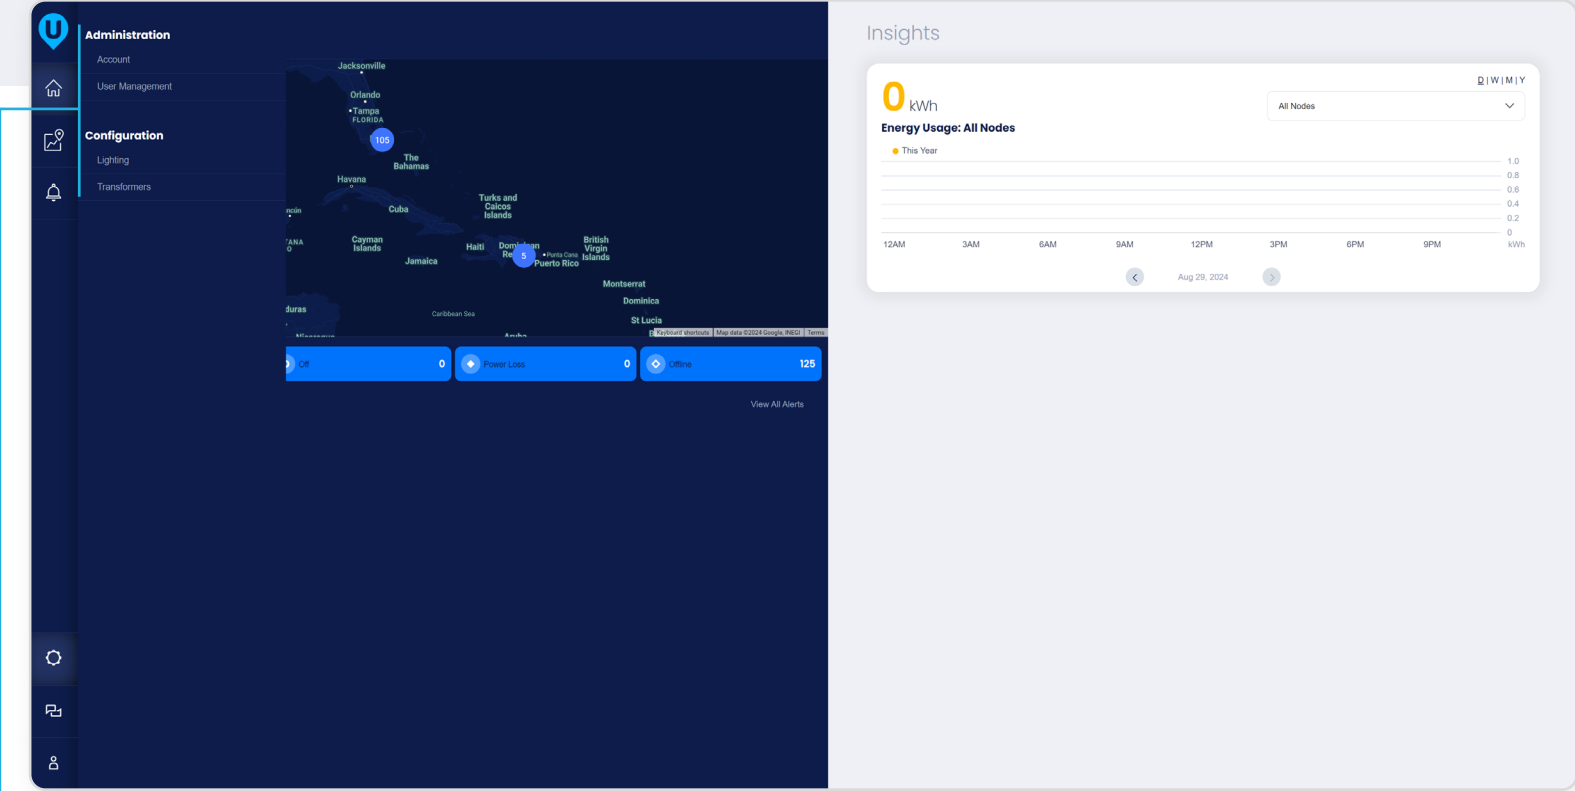 U
Administration
Account
User Management
Configuration
Lighting
Transformers
Jacksonville
Orlando
Tampa
FLORIDA
105
The
Bahamas
Havana
ncún
Cuba
Turks and
Caicos
Islands
TANA
O
Cayman
Islands
Haiti
British
Virgin
Islands
5
Punta Cana
Jamaica
Puerto Rico
Montserrat
duras
Dominica
Caribbean Sea
St Lucia
Keyboard shortcuts
Map data ©2024 Google, INEGI
Terms
Off 0
Power Loss 0
Offline 125
View All Alerts
Insights
0 kWh
D | W | M | Y
All Nodes
Energy Usage: All Nodes
This Year
1.0
0.8
0.6
0.4
0.2
0
12AM 3AM 6AM 9AM 12PM 3PM 6PM 9PM kWh
Aug 29, 2024